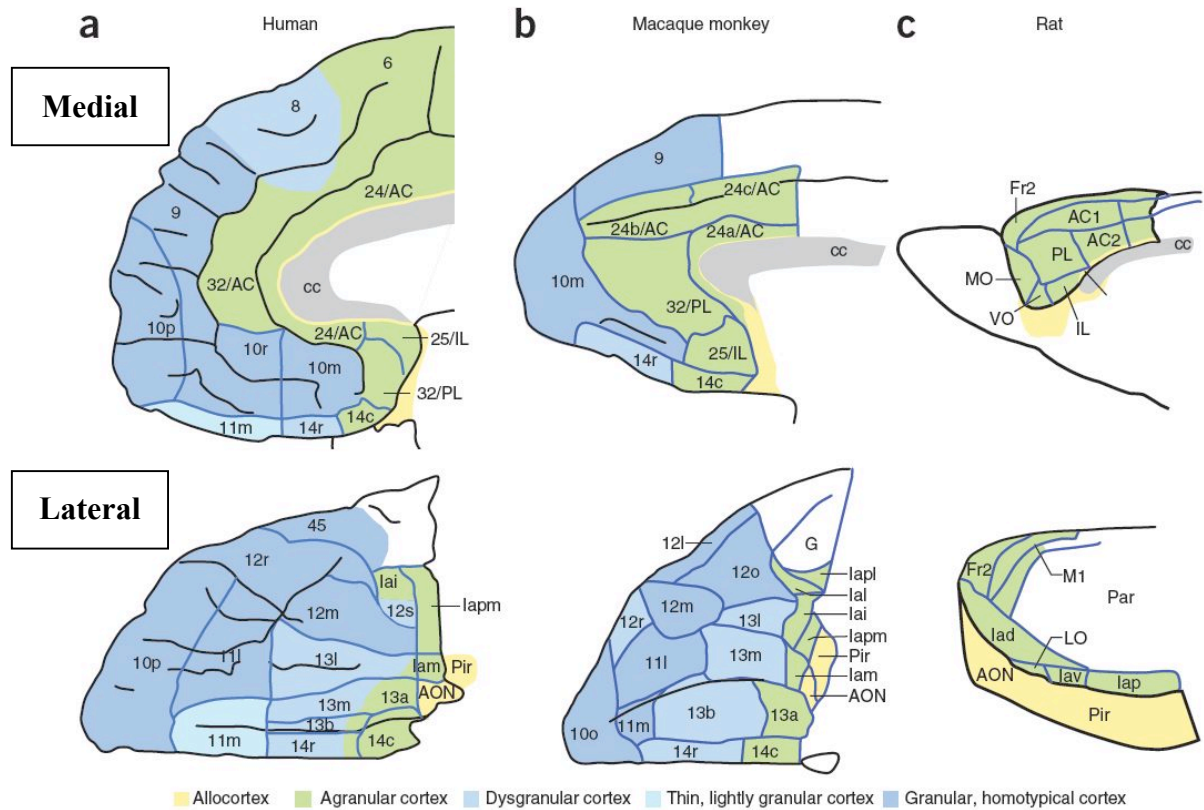 a Human
b Macaque monkey
c Rat
Medial
6
8
9
24/AC
32/AC
cc
10p
10r
10m
24/AC
25/IL
32/PL
11m
14r
14c
9
24c/AC
24b/AC
24a/AC
cc
10m
32/PL
25/IL
14r
14c
Fr2
AC1
AC2
PL
cc
MO
VO
IL
Lateral
45
12r
Iai
12m
12s
Iapm
10p
11l
13l
Iam
Pir
AON
13a
13m
13b
11m
14r
14c
12l
G
12o
Iapl
Ial
12m
Iai
12r
13l
Iapm
Pir
11l
13m
Iam
AON
13b
13a
10o
11m
14r
14c
Fr2
M1
Par
Iad
LO
AON
Iav
Iap
Pir
Allocortex
Agranular cortex
Dysgranular cortex
Thin, lightly granular cortex
Granular, homotypical cortex